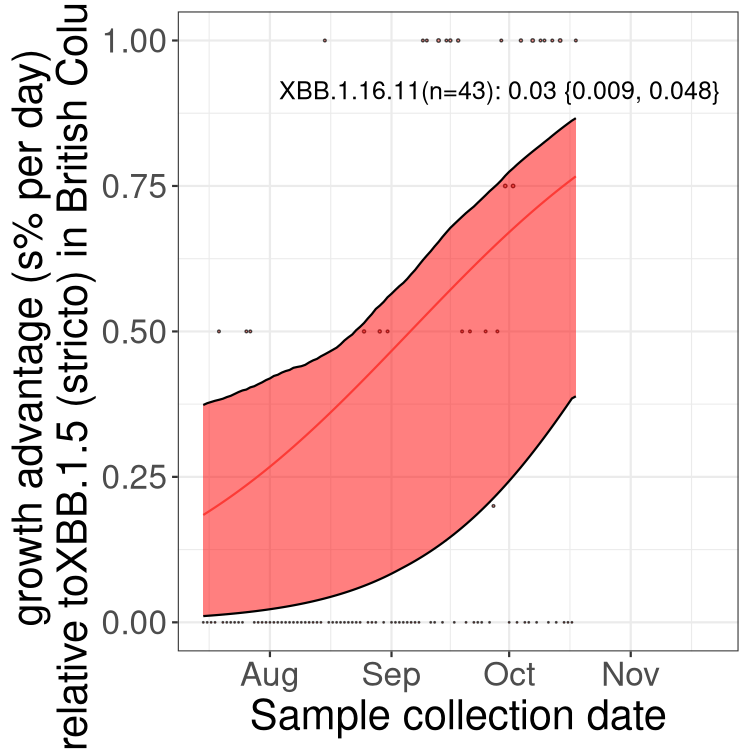 growth advantage (s% per day)
relative toXBB.1.5 (stricto) in British Colu
1.00
0.75
0.50
0.25
0.00
XBB.1.16.11(n=43): 0.03 {0.009, 0.048}
Aug Sep Oct Nov
Sample collection date